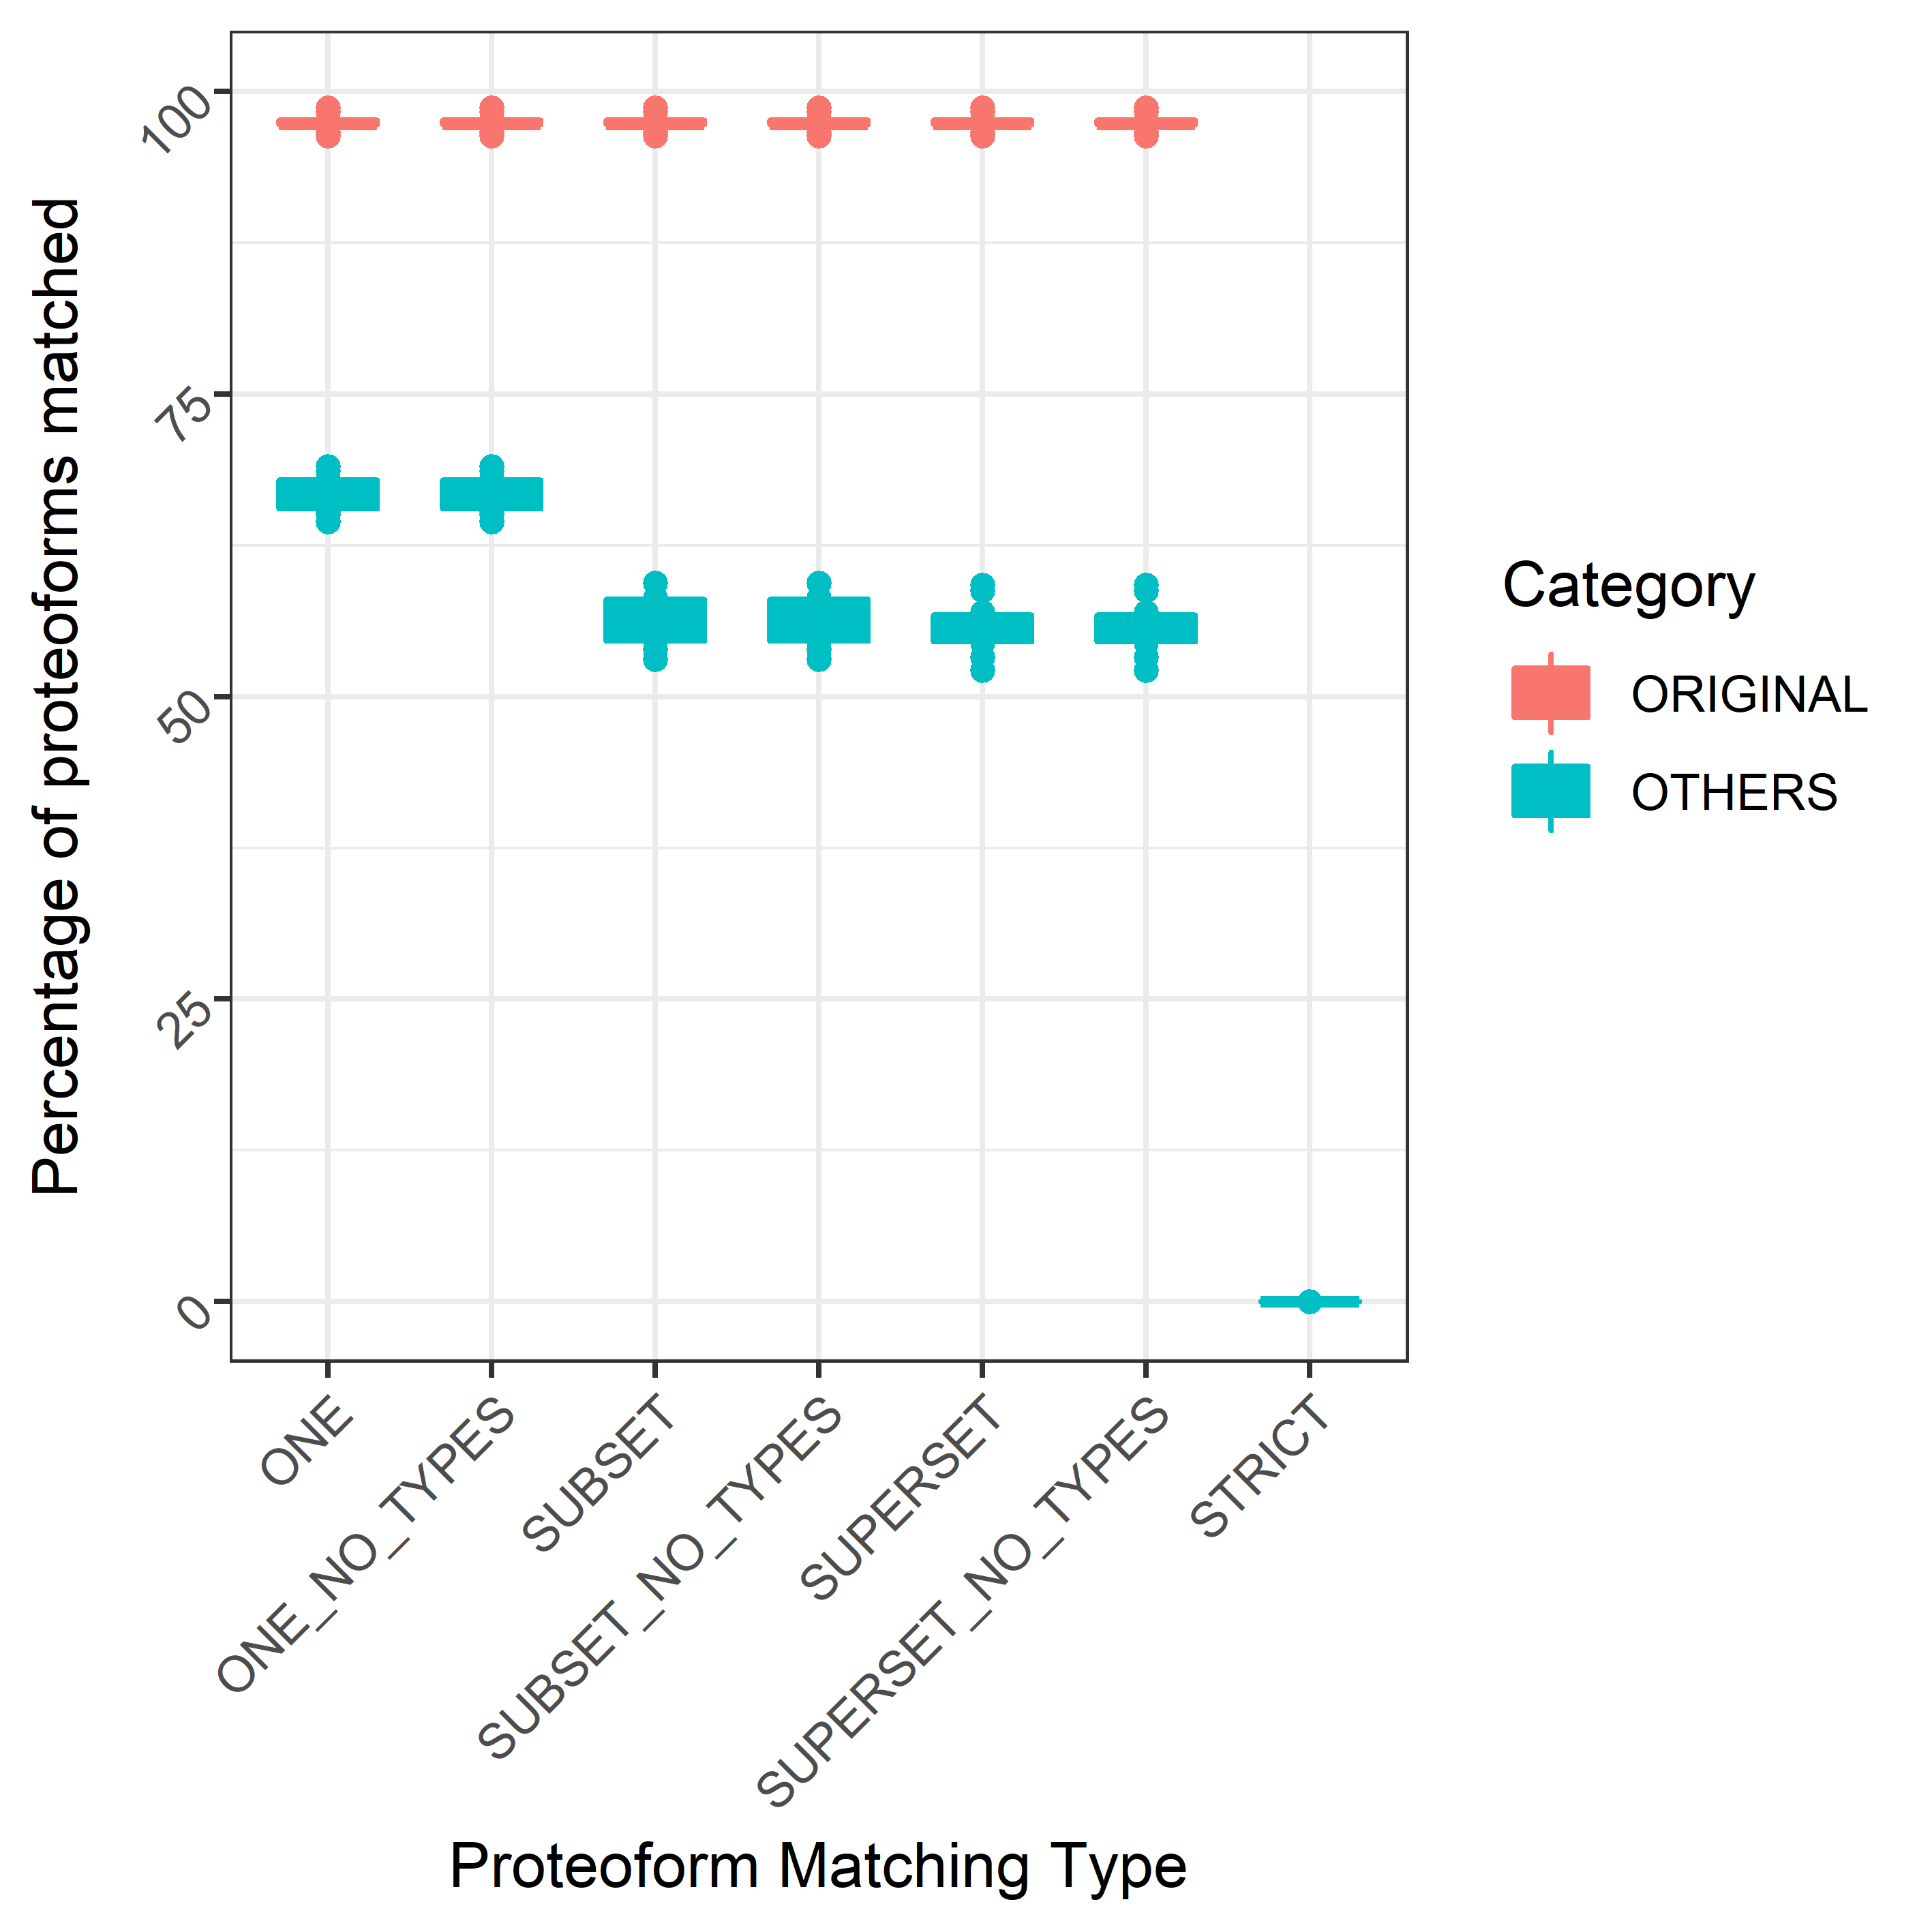 Percentage of proteoforms matched
100
75
50
25
0
ONE
ONE_NO_TYPES
SUBSET
SUBSET_NO_TYPES
SUPERSET
SUPERSET_NO_TYPES
STRICT
Proteoform Matching Type
Category
ORIGINAL
OTHERS